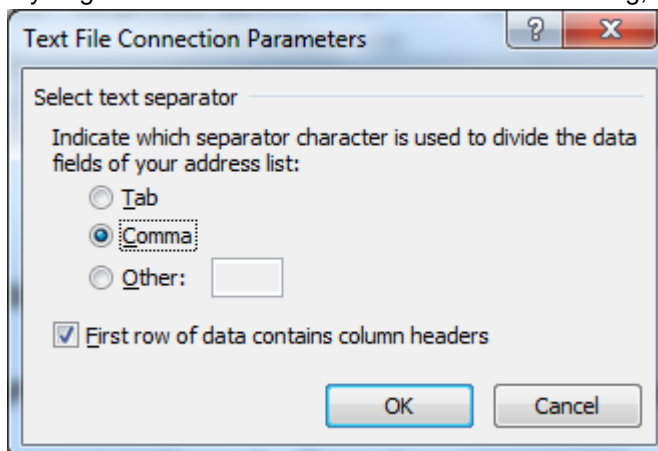 Text File Connection Parameters
?
Select text separator
Indicate which separator character is used to divide the data
fields of your address list:
Tab
Comma
Other:
First row of data contains column headers
OK Cancel